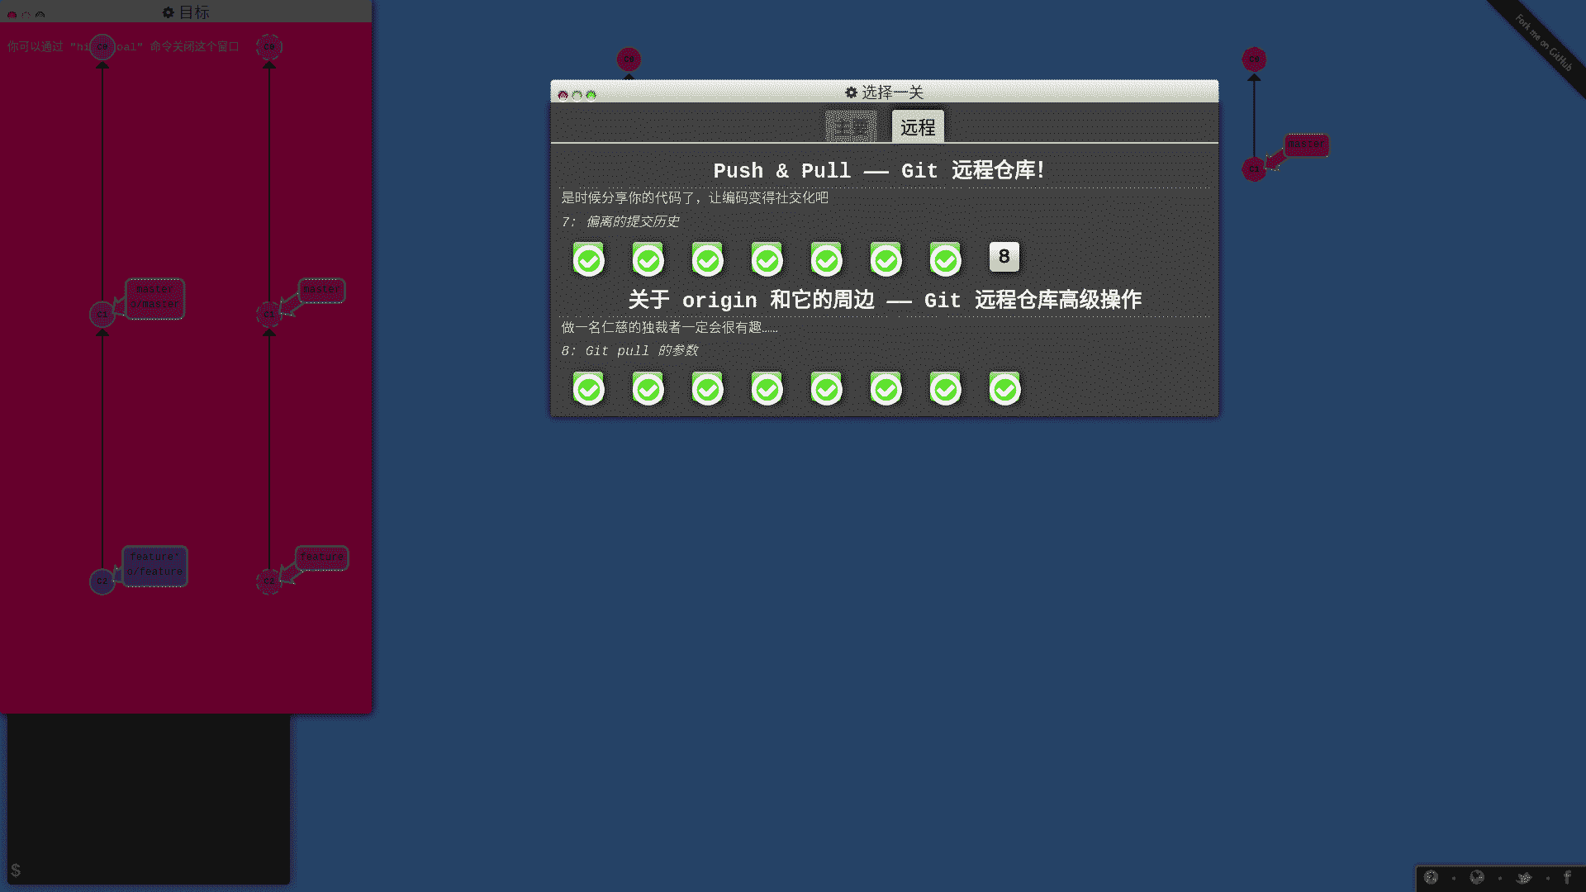 目标
你可以通过 "hi oal" 命令关闭这个窗口
C0
C0
master
o/master
C1
master
C1
feature*
o/feature
C2
feature
C2
$
C0
选择一关
主要
远程
Push & Pull —— Git 远程仓库!
是时候分享你的代码了，让编码变得社交化吧
7: 偏离的提交历史
8
关于 origin 和它的周边 —— Git 远程仓库高级操作
做一名仁慈的独裁者一定会很有趣……
8: Git pull 的参数
C0
master
C1
Fork me on GitHub